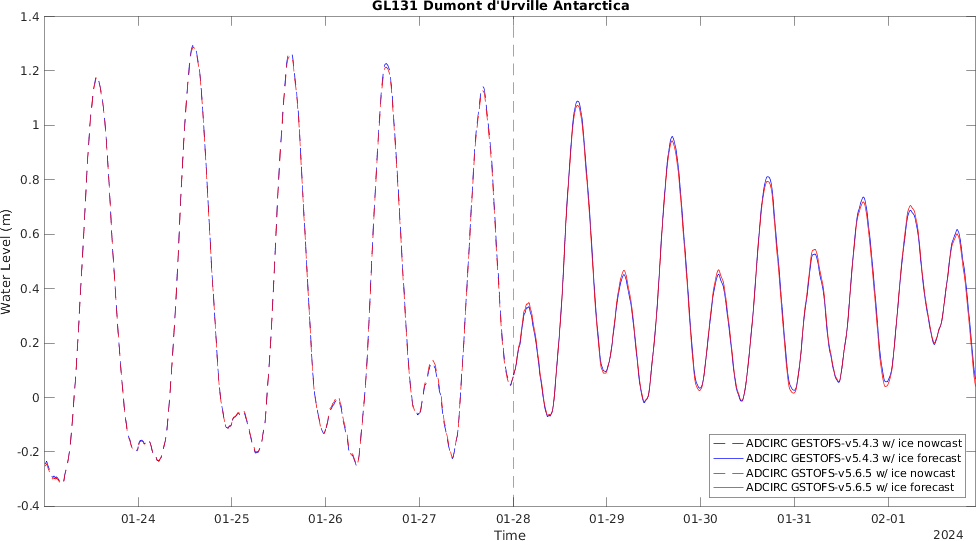 GL131 Dumont d'Urville Antarctica
1.4
1.2
1
0.8
0.6
0.4
0.2
0
-0.2
-0.4
Water Level (m)
ADCIRC GESTOFS-v5.4.3 w/ ice nowcast
ADCIRC GESTOFS-v5.4.3 w/ ice forecast
ADCIRC GSTOFS-v5.6.5 w/ ice nowcast
ADCIRC GSTOFS-v5.6.5 w/ ice forecast
01-24 01-25 01-26 01-27 01-28 01-29 01-30 01-31 02-01
Time
2024